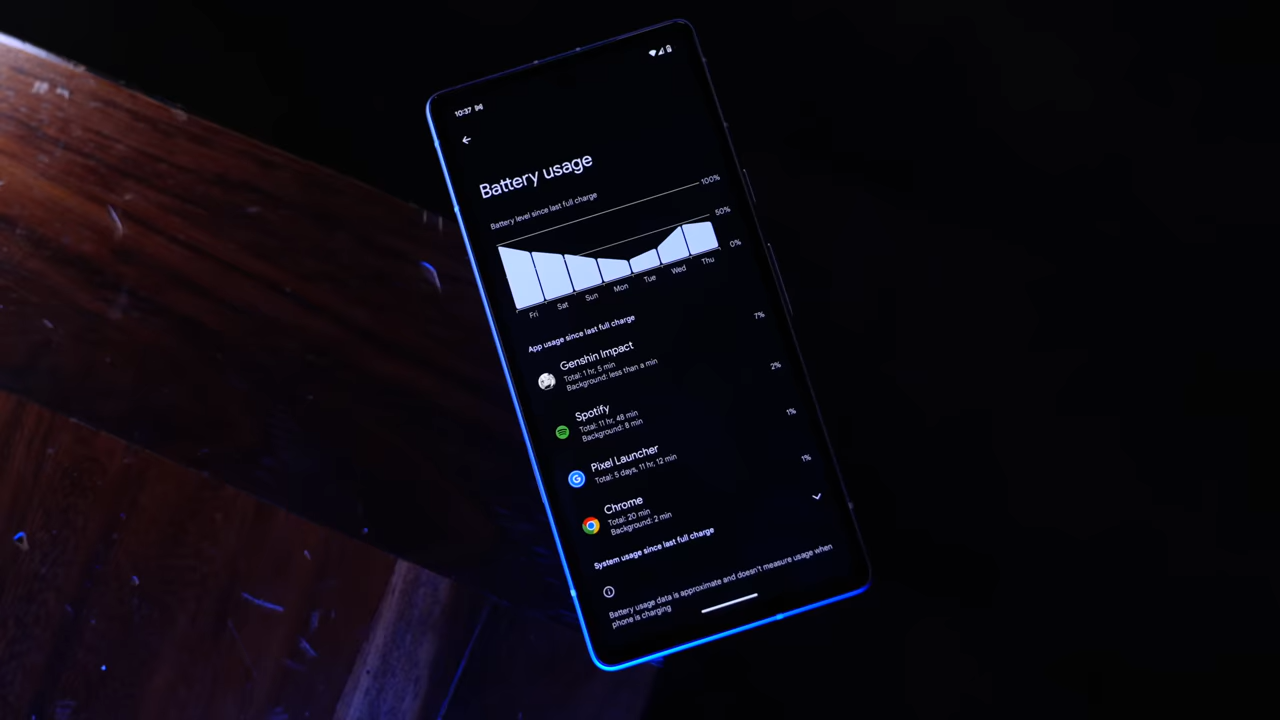 10:37
Battery usage
Battery level since last full charge
100%
50%
0%
Fri Sat Sun Mon Tue Wed Thu
App usage since last full charge
Genshin Impact 7%
Total: 1 hr, 5 min
Background: less than a min
Spotify 2%
Total: 11 hr, 48 min
Background: 8 min
Pixel Launcher 1%
Total: 5 days, 11 hr, 12 min
Chrome 1%
Total: 20 min
Background: 2 min
System usage since last full charge
Battery usage data is approximate and doesn't measure usage when
phone is charging